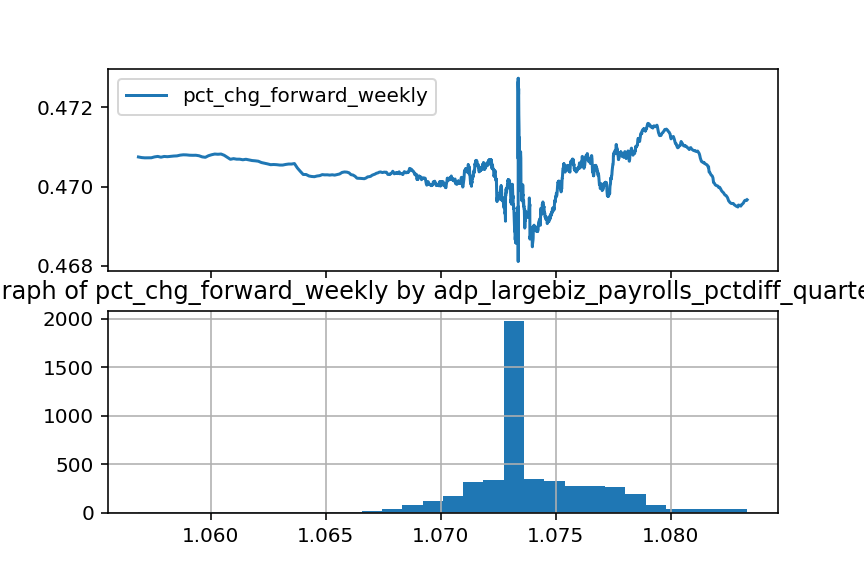 pct_chg_forward_weekly
0.472
0.470
0.468
raph of pct_chg_forward_weekly by adp_largebiz_payrolls_pctdiff_quarte
2000
1500
1000
500
0
1.060 1.065 1.070 1.075 1.080